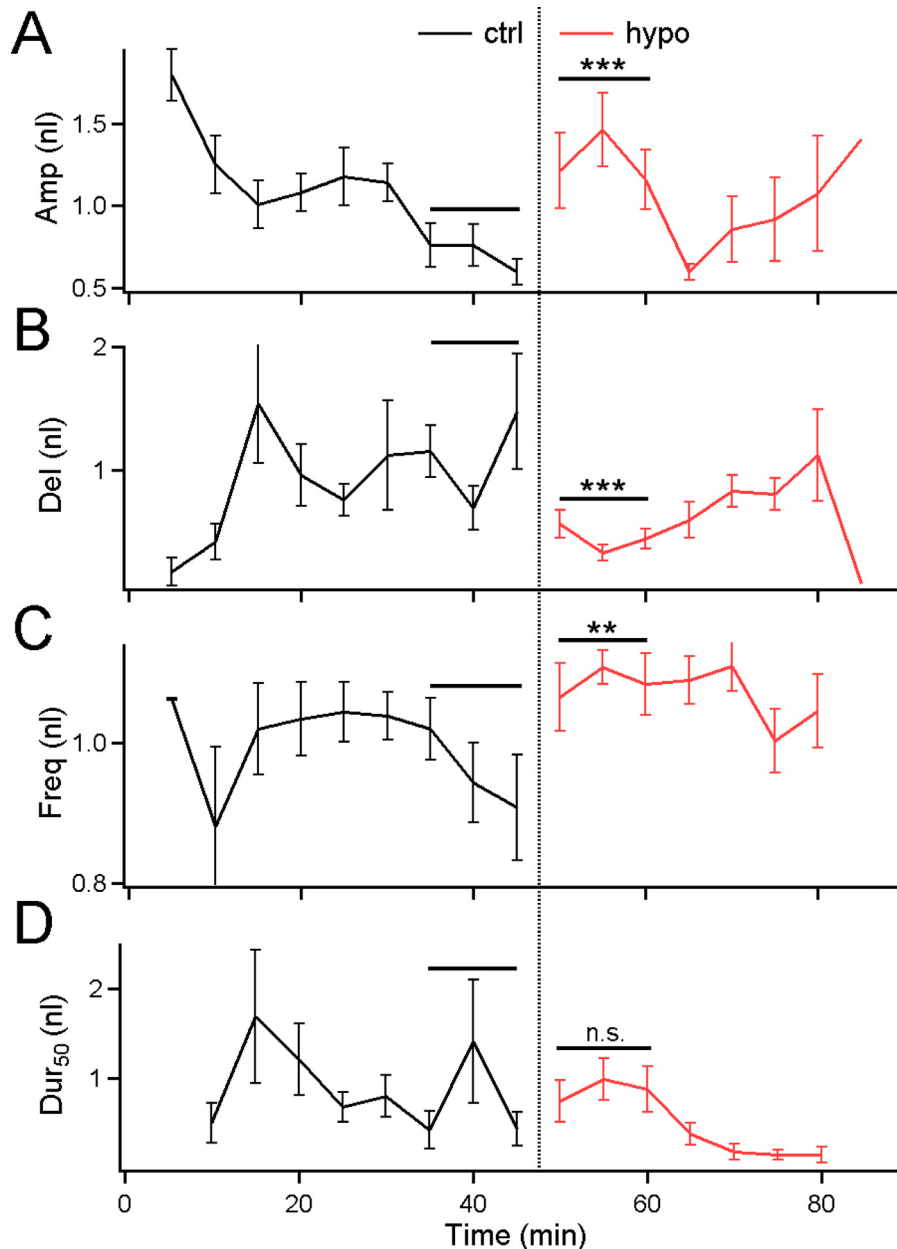 A
ctrl
hypo
***
Amp (nl)
1.5
1.0
0.5
B
Del (nl)
2
1
***
C
Freq (nl)
1.0
0.8
**
D
Dur50 (nl)
2
1
n.s.
0
20
40
60
80
Time (min)